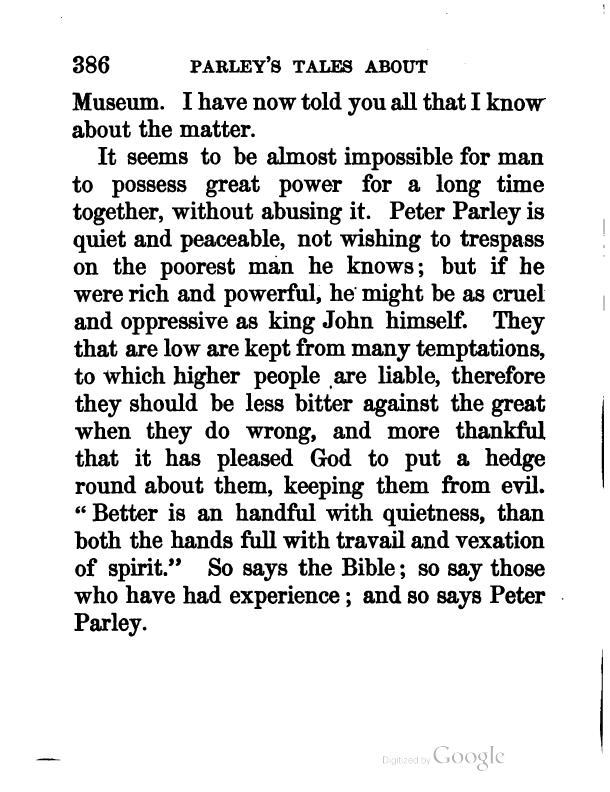 386 PARLEY'S TALES ABOUT
Museum. I have now told you all that I know
about the matter.
It seems to be almost impossible for man
to possess great power for a long time
together, without abusing it. Peter Parley is
quiet and peaceable, not wishing to trespass
on the poorest man he knows; but if he
were rich and powerful, he might be as cruel
and oppressive as king John himself. They
that are low are kept from many temptations,
to which higher people are liable, therefore
they should be less bitter against the great
when they do wrong, and more thankful
that it has pleased God to put a hedge
round about them, keeping them from evil.
"Better is an handful with quietness, than
both the hands full with travail and vexation
of spirit." So says the Bible; so say those
who have had experience; and so says Peter
Parley.
Digitized by Google